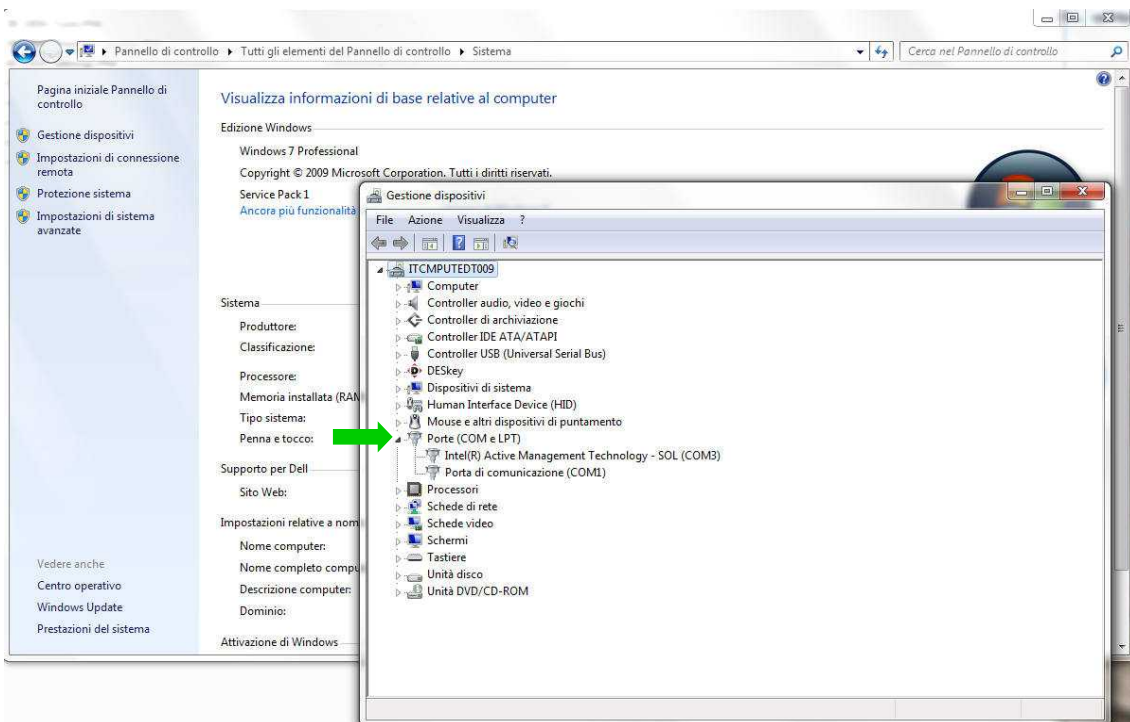 Pannello di controllo Tutti gli elementi del Pannello di controllo Sistema
Cerca nel Pannello di controllo
Pagina iniziale Pannello di
controllo
Gestione dispositivi
Impostazioni di connessione
remota
Protezione sistema
Impostazioni di sistema
avanzate
Vedere anche
Centro operativo
Windows Update
Prestazioni del sistema
Visualizza informazioni di base relative al computer
Edizione Windows
Windows 7 Professional
Copyright © 2009 Microsoft Corporation. Tutti i diritti riservati.
Service Pack 1
Ancora più funzionalità
Sistema
Produttore:
Classificazione:
Processore:
Memoria installata (RAM
Tipo sistema:
Penna e tocco:
Supporto per Dell
Sito Web:
Impostazioni relative a nom
Nome computer:
Nome completo compu
Descrizione computer:
Dominio:
Attivazione di Windows
Gestione dispositivi
File Azione Visualizza ?
ITCMPUTEDT009
Computer
Controller audio, video e giochi
Controller di archiviazione
Controller IDE ATA/ATAPI
Controller USB (Universal Serial Bus)
DESkey
Dispositivi di sistema
Human Interface Device (HID)
Mouse e altri dispositivi di puntamento
Porte (COM e LPT)
Intel(R) Active Management Technology - SOL (COM3)
Porta di comunicazione (COM1)
Processori
Schede di rete
Schede video
Schermi
Tastiere
Unità disco
Unità DVD/CD-ROM